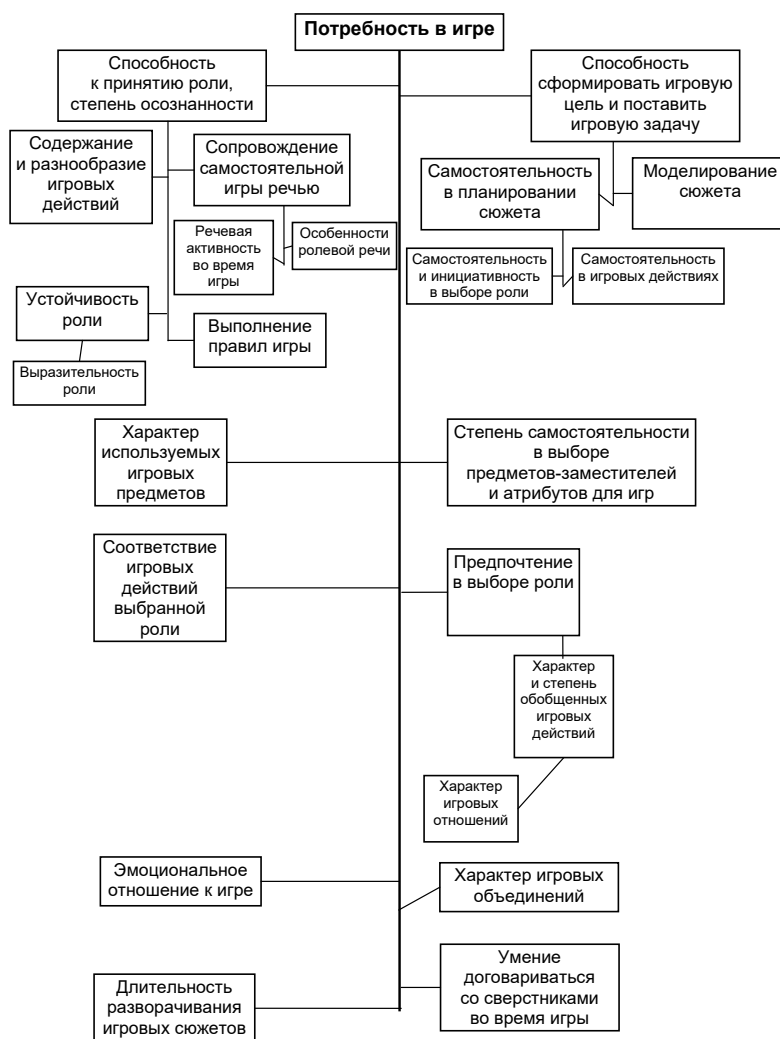 Потребность в игре
Способность
к принятию роли,
степень осознанности
Способность
сформировать игровую
цель и поставить
игровую задачу
Содержание
и разнообразие
игровых
действий
Сопровождение
самостоятельной
игры речью
Самостоятельность
в планировании
сюжета
Моделирование
сюжета
Речевая
активность
во время
игры
Особенности
ролевой речи
Самостоятельность
и инициативность
в выборе роли
Самостоятельность
в игровых действиях
Устойчивость
роли
Выполнение
правил игры
Выразительность
роли
Характер
используемых
игровых
предметов
Степень самостоятельности
в выборе
предметов-заместителей
и атрибутов для игр
Соответствие
игровых
действий
выбранной
роли
Предпочтение
в выборе роли
Характер
и степень
обобщенных
игровых
действий
Характер
игровых
отношений
Эмоциональное
отношение к игре
Характер игровых
объединений
Длительность
разворачивания
игровых сюжетов
Умение
договариваться
со сверстниками
во время игры